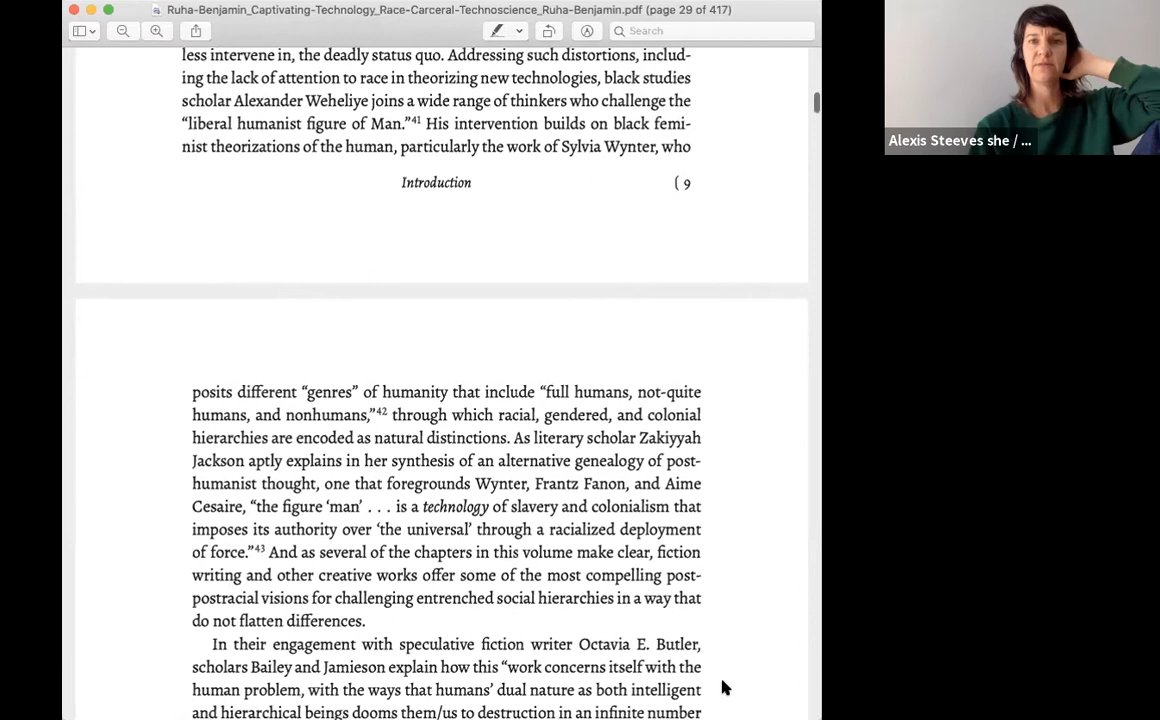 Ruha-Benjamin_Captivating-Technology_Race-Carceral-Technoscience_Ruha-Benjamin.pdf (page 29 of 417)
Search
less intervene in, the deadly status quo. Addressing such distortions, includ-
ing the lack of attention to race in theorizing new technologies, black studies
scholar Alexander Weheliye joins a wide range of thinkers who challenge the
“liberal humanist figure of Man.”41 His intervention builds on black femi-
nist theorizations of the human, particularly the work of Sylvia Wynter, who
Introduction ( 9
posits different “genres” of humanity that include “full humans, not-quite
humans, and nonhumans,”42 through which racial, gendered, and colonial
hierarchies are encoded as natural distinctions. As literary scholar Zakiyyah
Jackson aptly explains in her synthesis of an alternative genealogy of post-
humanist thought, one that foregrounds Wynter, Frantz Fanon, and Aime
Cesaire, “the figure ‘man’ . . . is a technology of slavery and colonialism that
imposes its authority over ‘the universal’ through a racialized deployment
of force.”43 And as several of the chapters in this volume make clear, fiction
writing and other creative works offer some of the most compelling post-
postracial visions for challenging entrenched social hierarchies in a way that
do not flatten differences.
In their engagement with speculative fiction writer Octavia E. Butler,
scholars Bailey and Jamieson explain how this “work concerns itself with the
human problem, with the ways that humans’ dual nature as both intelligent
and hierarchical beings dooms them/us to destruction in an infinite number
Alexis Steeves she / ...